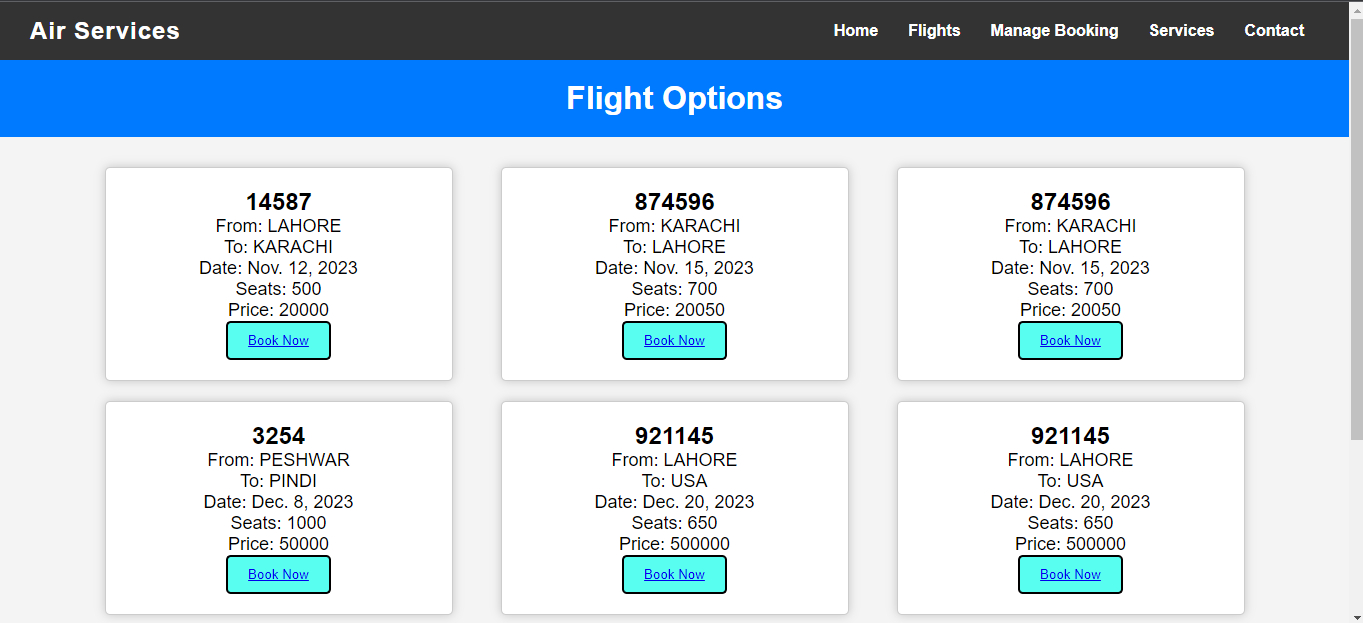 Air Services
Home Flights Manage Booking Services Contact
Flight Options
14587
From: LAHORE
To: KARACHI
Date: Nov. 12, 2023
Seats: 500
Price: 20000
Book Now
874596
From: KARACHI
To: LAHORE
Date: Nov. 15, 2023
Seats: 700
Price: 20050
Book Now
874596
From: KARACHI
To: LAHORE
Date: Nov. 15, 2023
Seats: 700
Price: 20050
Book Now
3254
From: PESHWAR
To: PINDI
Date: Dec. 8, 2023
Seats: 1000
Price: 50000
Book Now
921145
From: LAHORE
To: USA
Date: Dec. 20, 2023
Seats: 650
Price: 500000
Book Now
921145
From: LAHORE
To: USA
Date: Dec. 20, 2023
Seats: 650
Price: 500000
Book Now